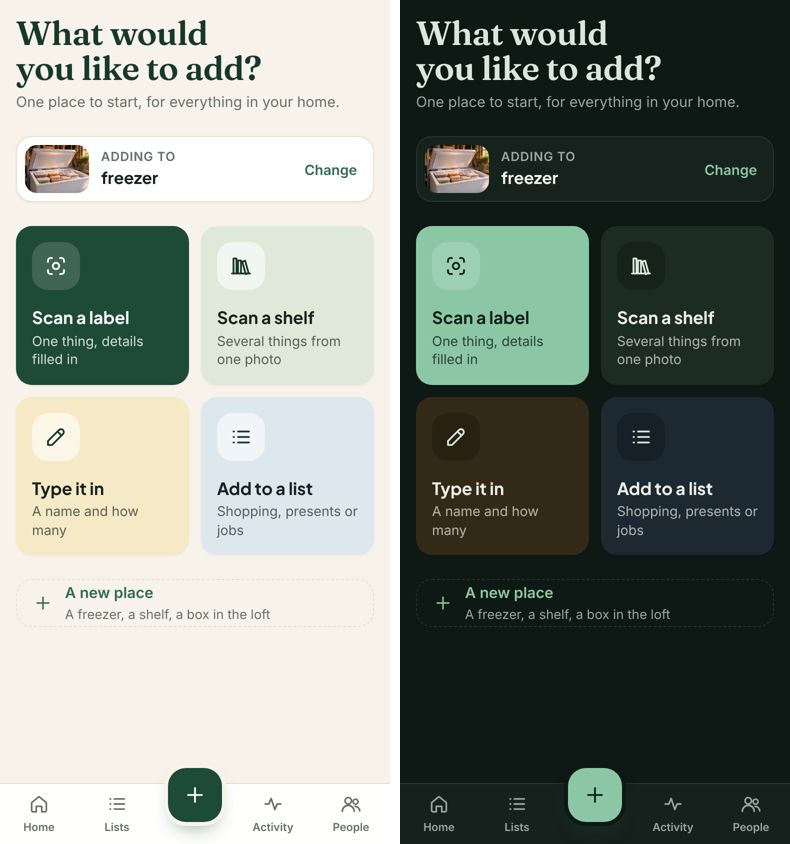 What would
you like to add?
One place to start, for everything in your home.
ADDING TO
freezer
Change
Scan a label
One thing, details
filled in
Scan a shelf
Several things from
one photo
Type it in
A name and how
many
Add to a list
Shopping, presents or
jobs
A new place
A freezer, a shelf, a box in the loft
Home
Lists
Activity
People
What would
you like to add?
One place to start, for everything in your home.
ADDING TO
freezer
Change
Scan a label
One thing, details
filled in
Scan a shelf
Several things from
one photo
Type it in
A name and how
many
Add to a list
Shopping, presents or
jobs
A new place
A freezer, a shelf, a box in the loft
Home
Lists
Activity
People